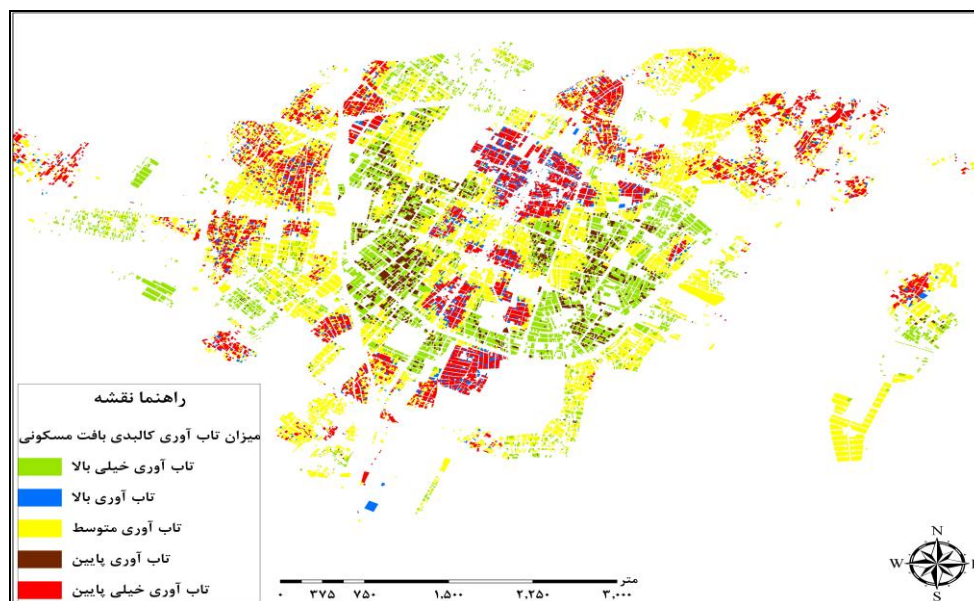 راهنما نقشه
میزان تاب آوری کالبدی بافت مسکونی
تاب آوری خیلی بالا
تاب آوری بالا
تاب آوری متوسط
تاب آوری پایین
تاب آوری خیلی پایین
متر
۰ ۳۷۵ ۷۵۰ ۱,۵۰۰ ۲,۲۵۰ ۳,۰۰۰
N
W E
S